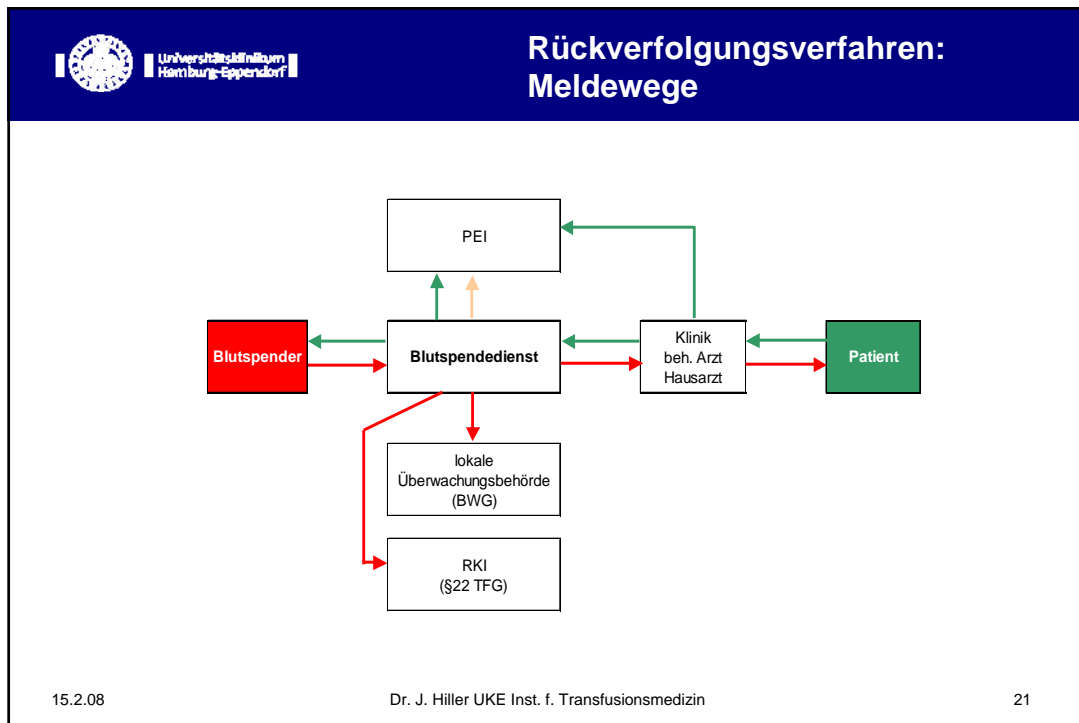 Universitätsklinikum
Hamburg-Eppendorf
Rückverfolgungsverfahren:
Meldewege
PEI
Blutspender
Blutspendedienst
Klinik
beh. Arzt
Hausarzt
Patient
lokale
Überwachungsbehörde
(BWG)
RKI
(§22 TFG)
15.2.08
Dr. J. Hiller UKE Inst. f. Transfusionsmedizin
21